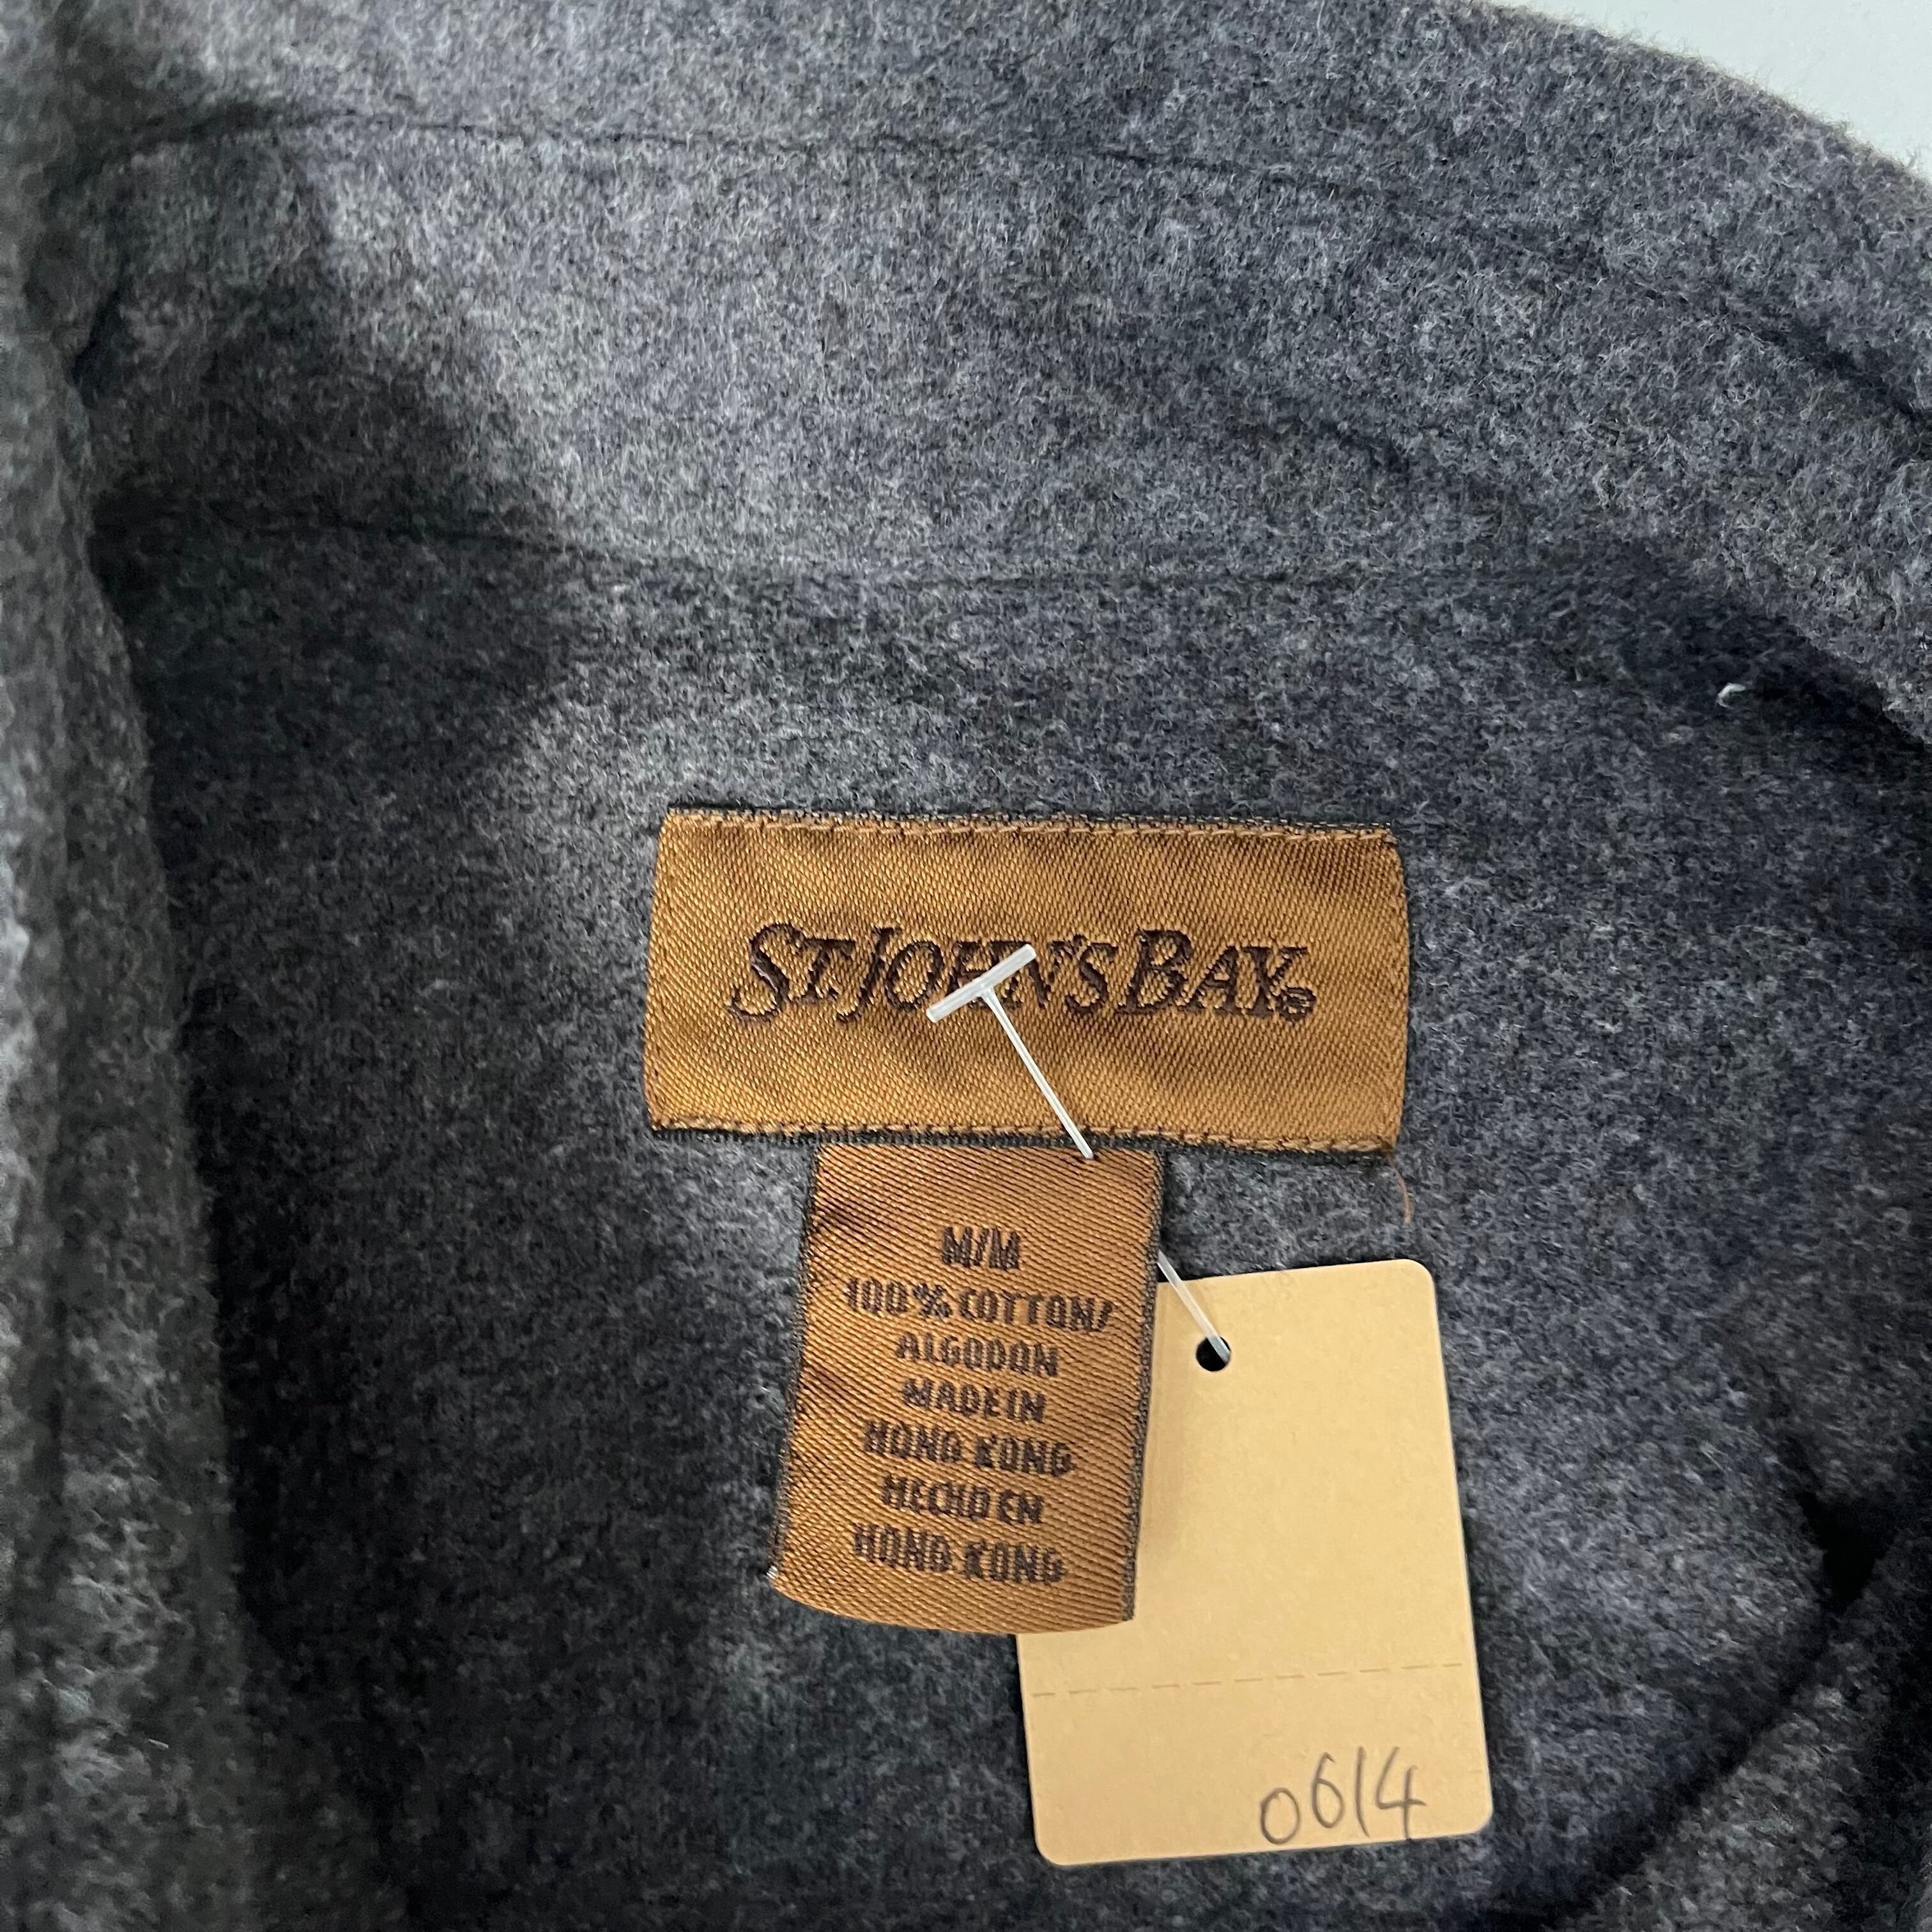 ST. JOHN'S BAY®
M/M
100% COTTON/
ALGODON
MADE IN
HONG KONG
HECHO EN
HONG KONG
0614